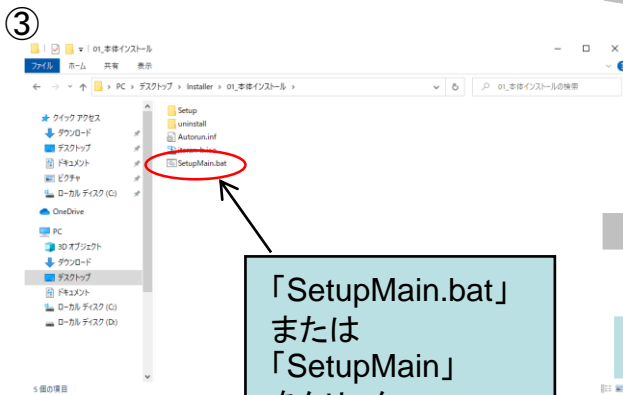 ③
01_本体インストール
ファイル ホーム 共有 表示
PC › デスクトップ › Installer › 01_本体インストール ›
01_本体インストールの検索
クイック アクセス
ダウンロード
デスクトップ
ドキュメント
ピクチャ
ローカル ディスク (C:)
OneDrive
PC
3D オブジェクト
ダウンロード
デスクトップ
ドキュメント
ローカル ディスク (C:)
ローカル ディスク (D:)
Setup
uninstall
Autorun.inf
SetupMain.bat
「SetupMain.bat」
または
「SetupMain」
5 個の項目